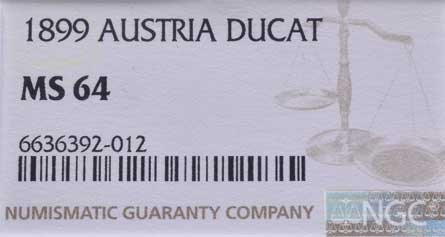 1899 AUSTRIA DUCAT
MS 64
6636392-012
NUMISMATIC GUARANTY COMPANY
NGC